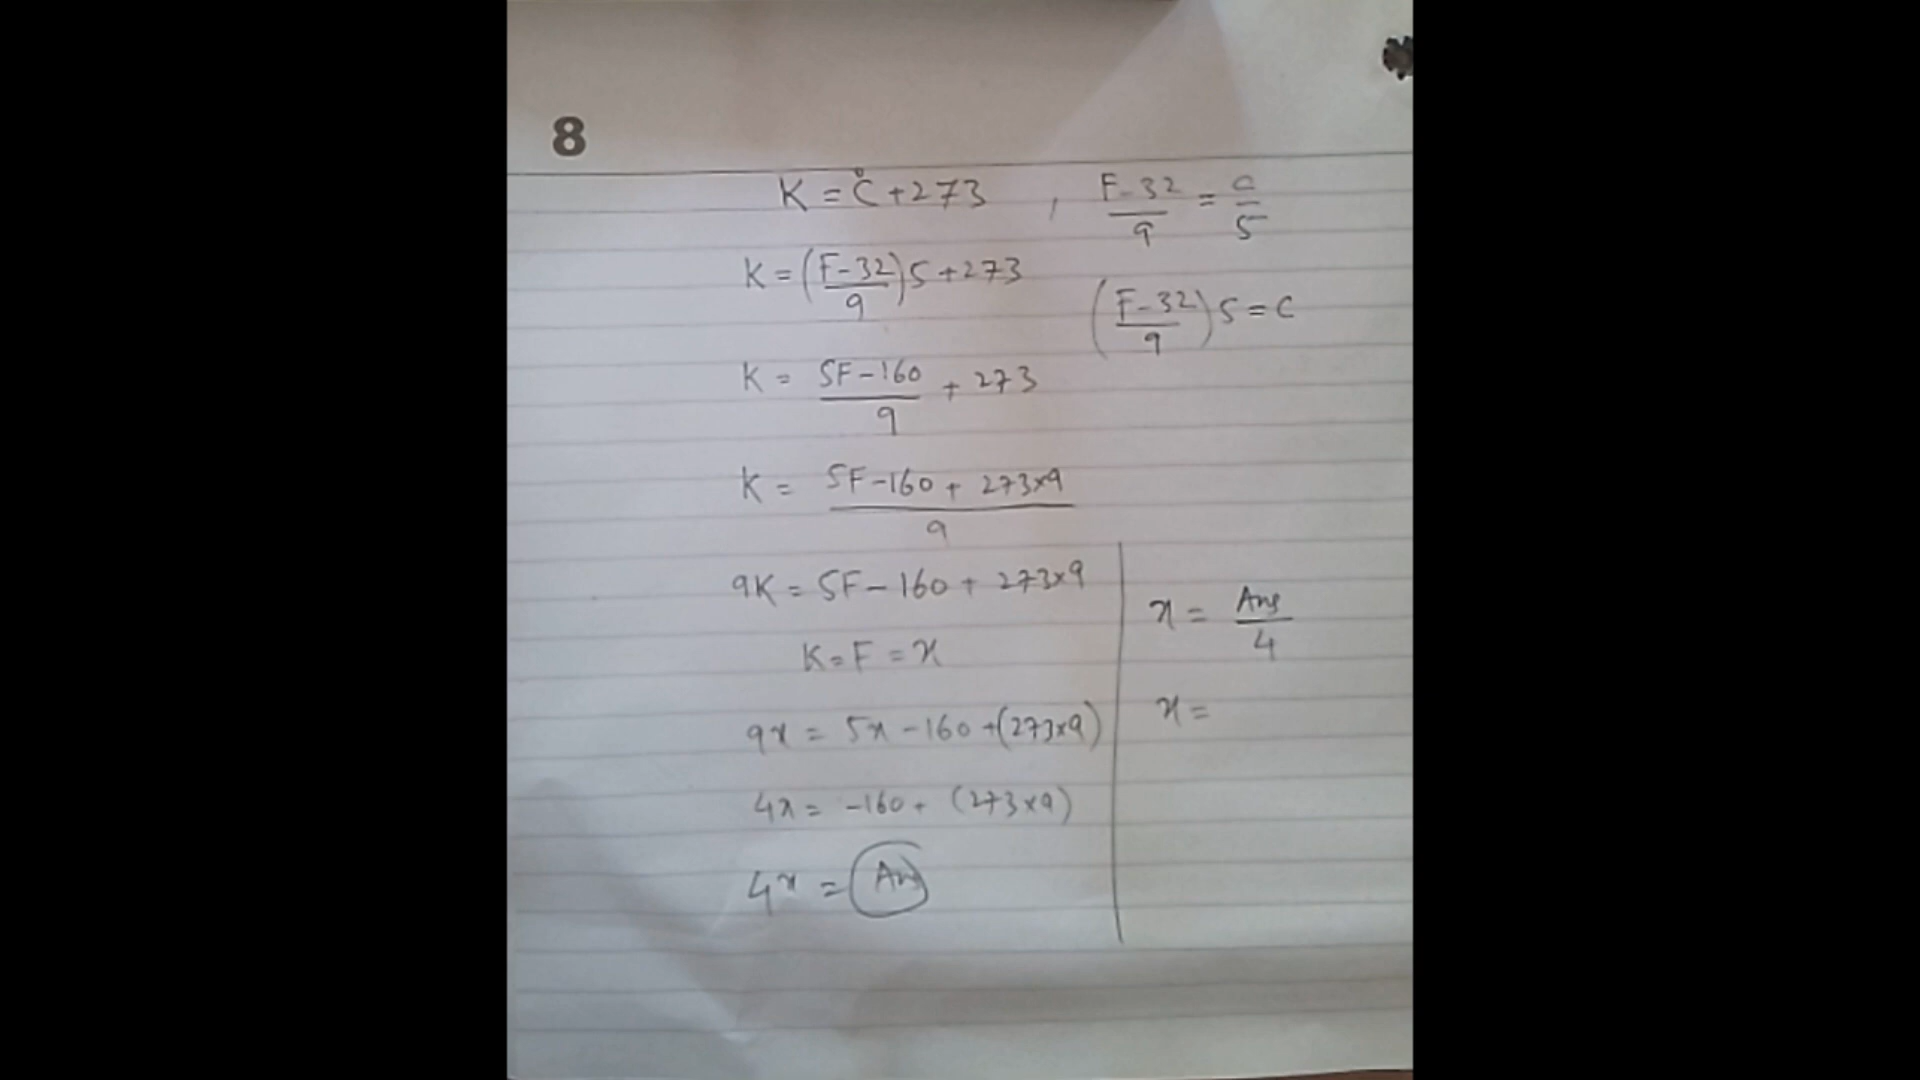 8
K = °C + 273 , F - 32 / 9 = C / 5
K = (F - 32 / 9) 5 + 273
(F - 32 / 9) 5 = C
K = 5F - 160 / 9 + 273
K = 5F - 160 + 273 x 9 / 9
9K = 5F - 160 + 273 x 9
K = F = x
9x = 5x - 160 + (273 x 9)
4x = -160 + (273 x 9)
4x = Ans
x = Ans / 4
x =